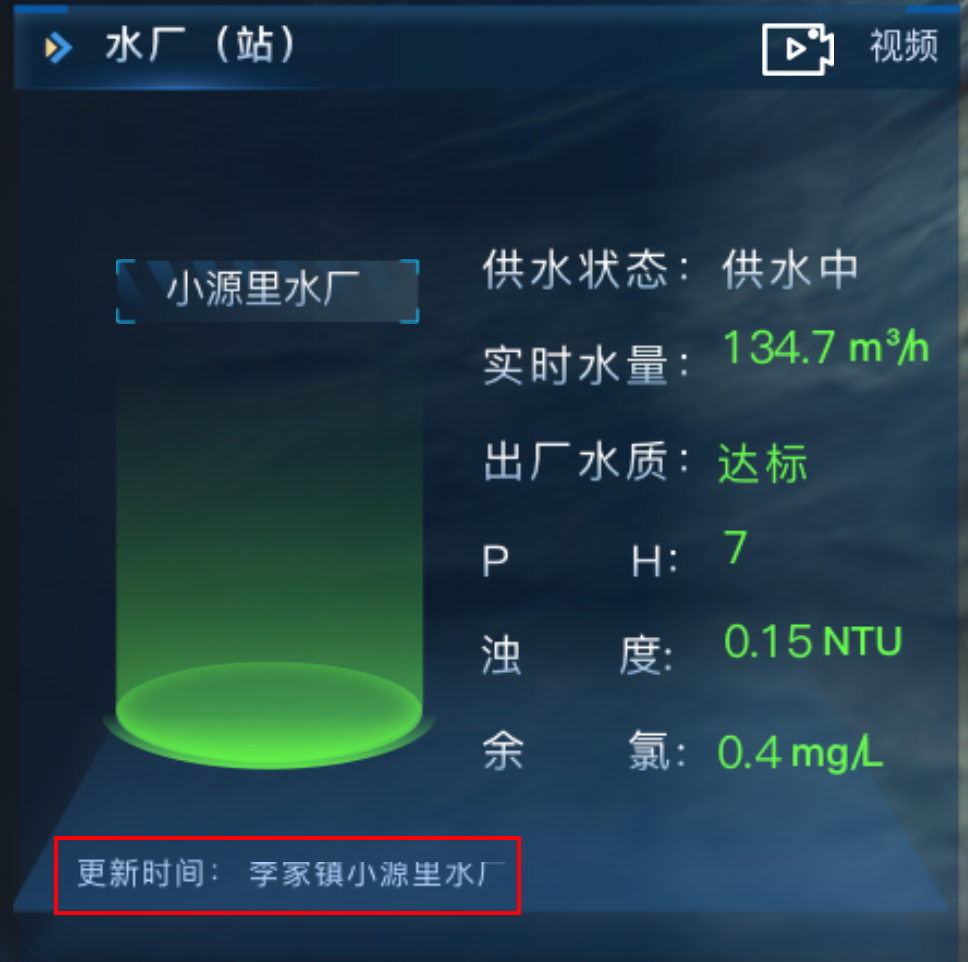 水厂（站）
视频
小源里水厂
供水状态：供水中
实时水量：134.7 m³/h
出厂水质：达标
P H：7
浊 度：0.15 NTU
余 氯：0.4 mg/L
更新时间： 李家镇小源里水厂